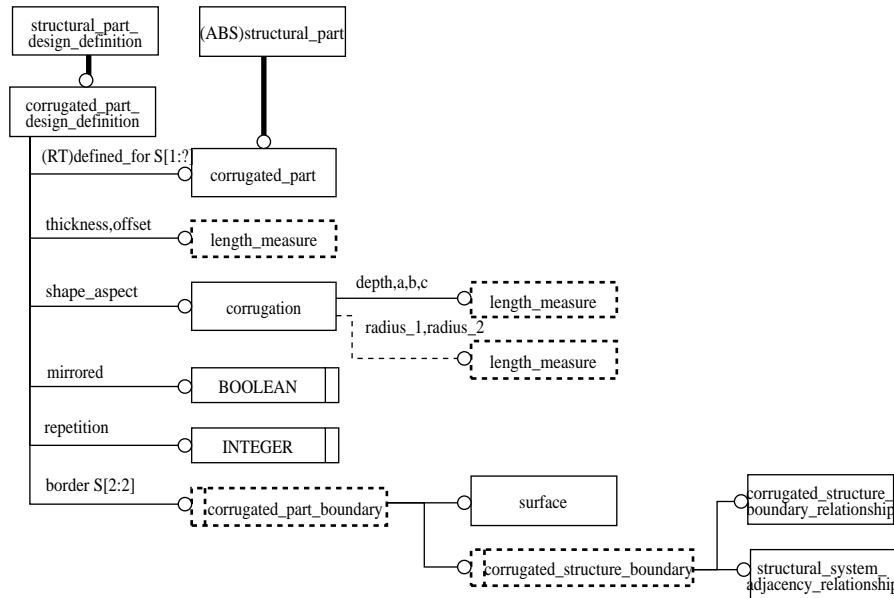 structural_part_
design_definition
(ABS)structural_part
corrugated_part_
design_definition
(RT)defined_for S[1:?]
corrugated_part
thickness,offset
length_measure
shape_aspect
corrugation
depth,a,b,c
length_measure
radius_1,radius_2
length_measure
mirrored
BOOLEAN
repetition
INTEGER
border S[2:2]
corrugated_part_boundary
surface
corrugated_structure_
boundary_relationship
corrugated_structure_boundary
structural_system_
adjacency_relationship